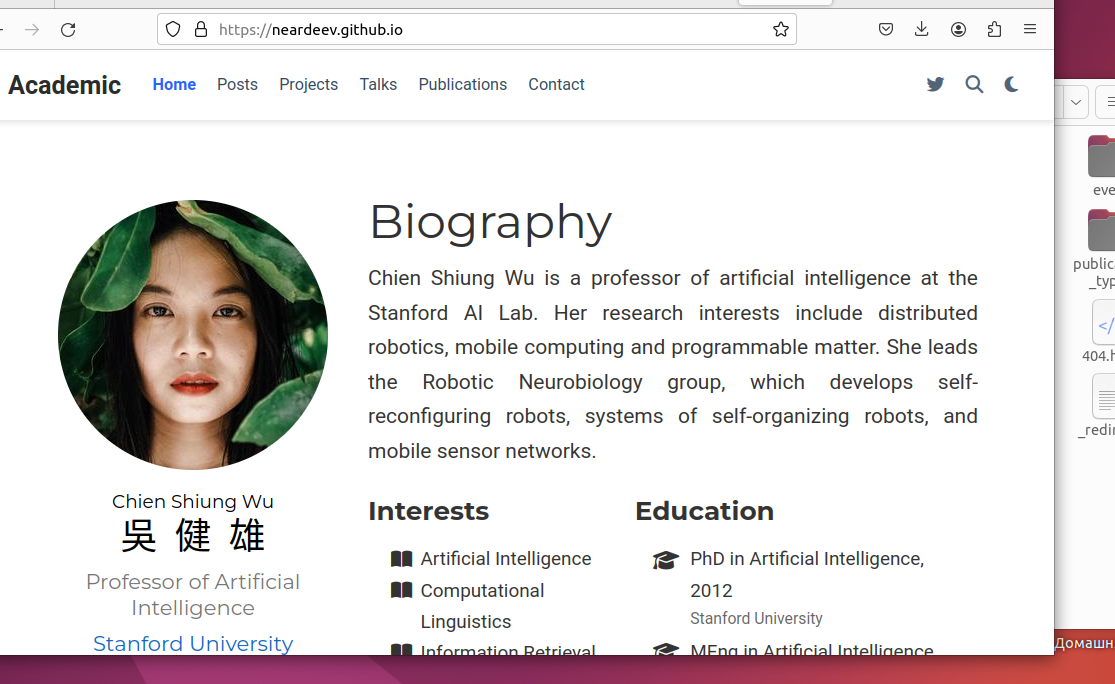 https://neardeev.github.io
Academic Home Posts Projects Talks Publications Contact
Biography
Chien Shiung Wu is a professor of artificial intelligence at the
Stanford AI Lab. Her research interests include distributed
robotics, mobile computing and programmable matter. She leads
the Robotic Neurobiology group, which develops self-
reconfiguring robots, systems of self-organizing robots, and
mobile sensor networks.
Chien Shiung Wu
吳健雄
Professor of Artificial
Intelligence
Stanford University
Interests
Artificial Intelligence
Computational
Linguistics
Information Retrieval
Education
PhD in Artificial Intelligence,
2012
Stanford University
MEng in Artificial Intelligence
eve
publica
_typ
404.h
_redir
Домашн